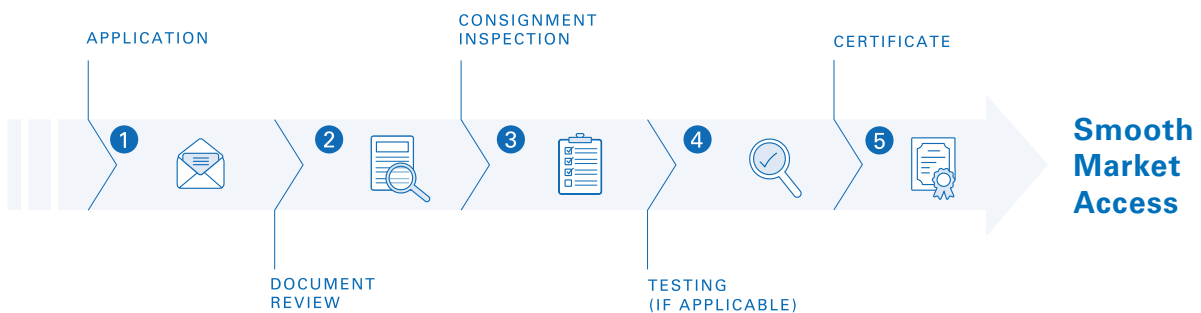 APPLICATION
1
DOCUMENT
REVIEW
2
CONSIGNMENT
INSPECTION
3
TESTING
(IF APPLICABLE)
4
CERTIFICATE
5
Smooth
Market
Access